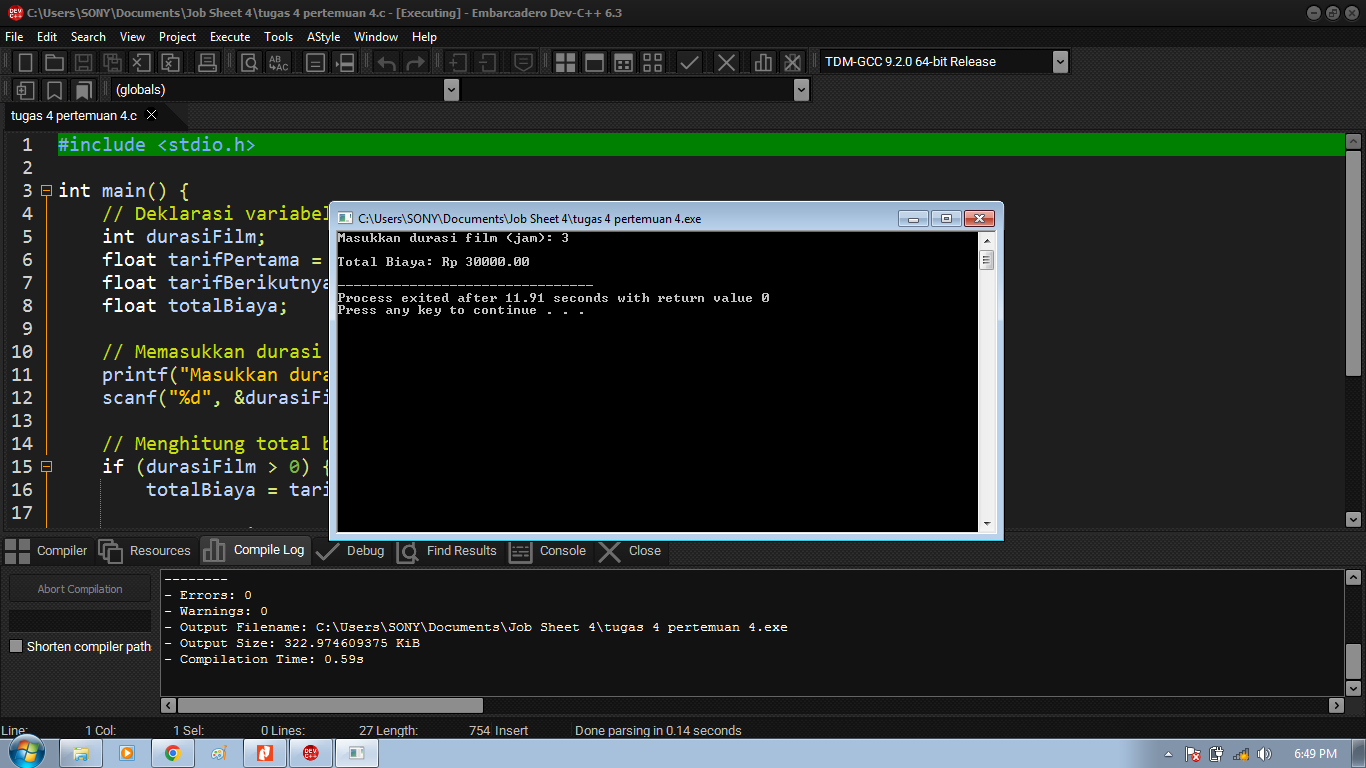 C:\Users\SONY\Documents\Job Sheet 4\tugas 4 pertemuan 4.c - [Executing] - Embarcadero Dev-C++ 6.3
File Edit Search View Project Execute Tools AStyle Window Help
TDM-GCC 9.2.0 64-bit Release
(globals)
tugas 4 pertemuan 4.c
1 #include <stdio.h>
2
3 int main() {
4 // Deklarasi variabel
5 int durasiFilm;
6 float tarifPertama =
7 float tarifBerikutnya
8 float totalBiaya;
9
10 // Memasukkan durasi
11 printf("Masukkan dura
12 scanf("%d", &durasiFi
13
14 // Menghitung total b
15 if (durasiFilm > 0) {
16 totalBiaya = tari
17
C:\Users\SONY\Documents\Job Sheet 4\tugas 4 pertemuan 4.exe
Masukkan durasi film (jam): 3
Total Biaya: Rp 30000.00
--------------------------------
Process exited after 11.91 seconds with return value 0
Press any key to continue . . .
Compiler Resources Compile Log Debug Find Results Console Close
Abort Compilation
Shorten compiler path
--------
- Errors: 0
- Warnings: 0
- Output Filename: C:\Users\SONY\Documents\Job Sheet 4\tugas 4 pertemuan 4.exe
- Output Size: 322.974609375 KiB
- Compilation Time: 0.59s
Line: 1 Col: 1 Sel: 0 Lines: 27 Length: 754 Insert Done parsing in 0.14 seconds
6:49 PM